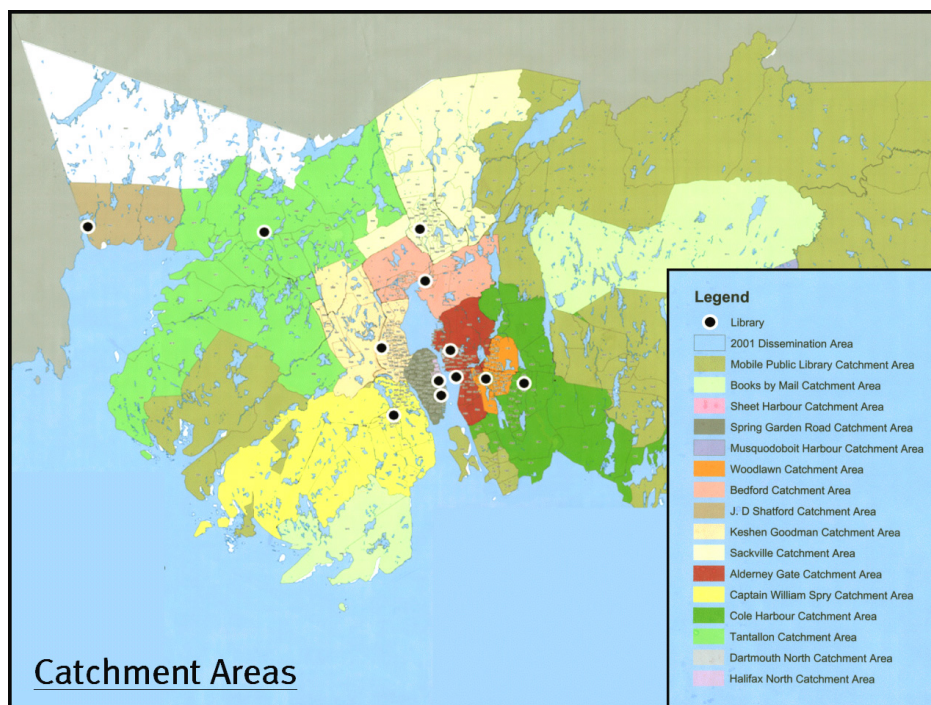 Legend
Library
2001 Dissemination Area
Mobile Public Library Catchment Area
Books by Mail Catchment Area
Sheet Harbour Catchment Area
Spring Garden Road Catchment Area
Musquodoboit Harbour Catchment Area
Woodlawn Catchment Area
Bedford Catchment Area
J. D Shatford Catchment Area
Keshen Goodman Catchment Area
Sackville Catchment Area
Alderney Gate Catchment Area
Captain William Spry Catchment Area
Cole Harbour Catchment Area
Tantallon Catchment Area
Dartmouth North Catchment Area
Halifax North Catchment Area
Catchment Areas